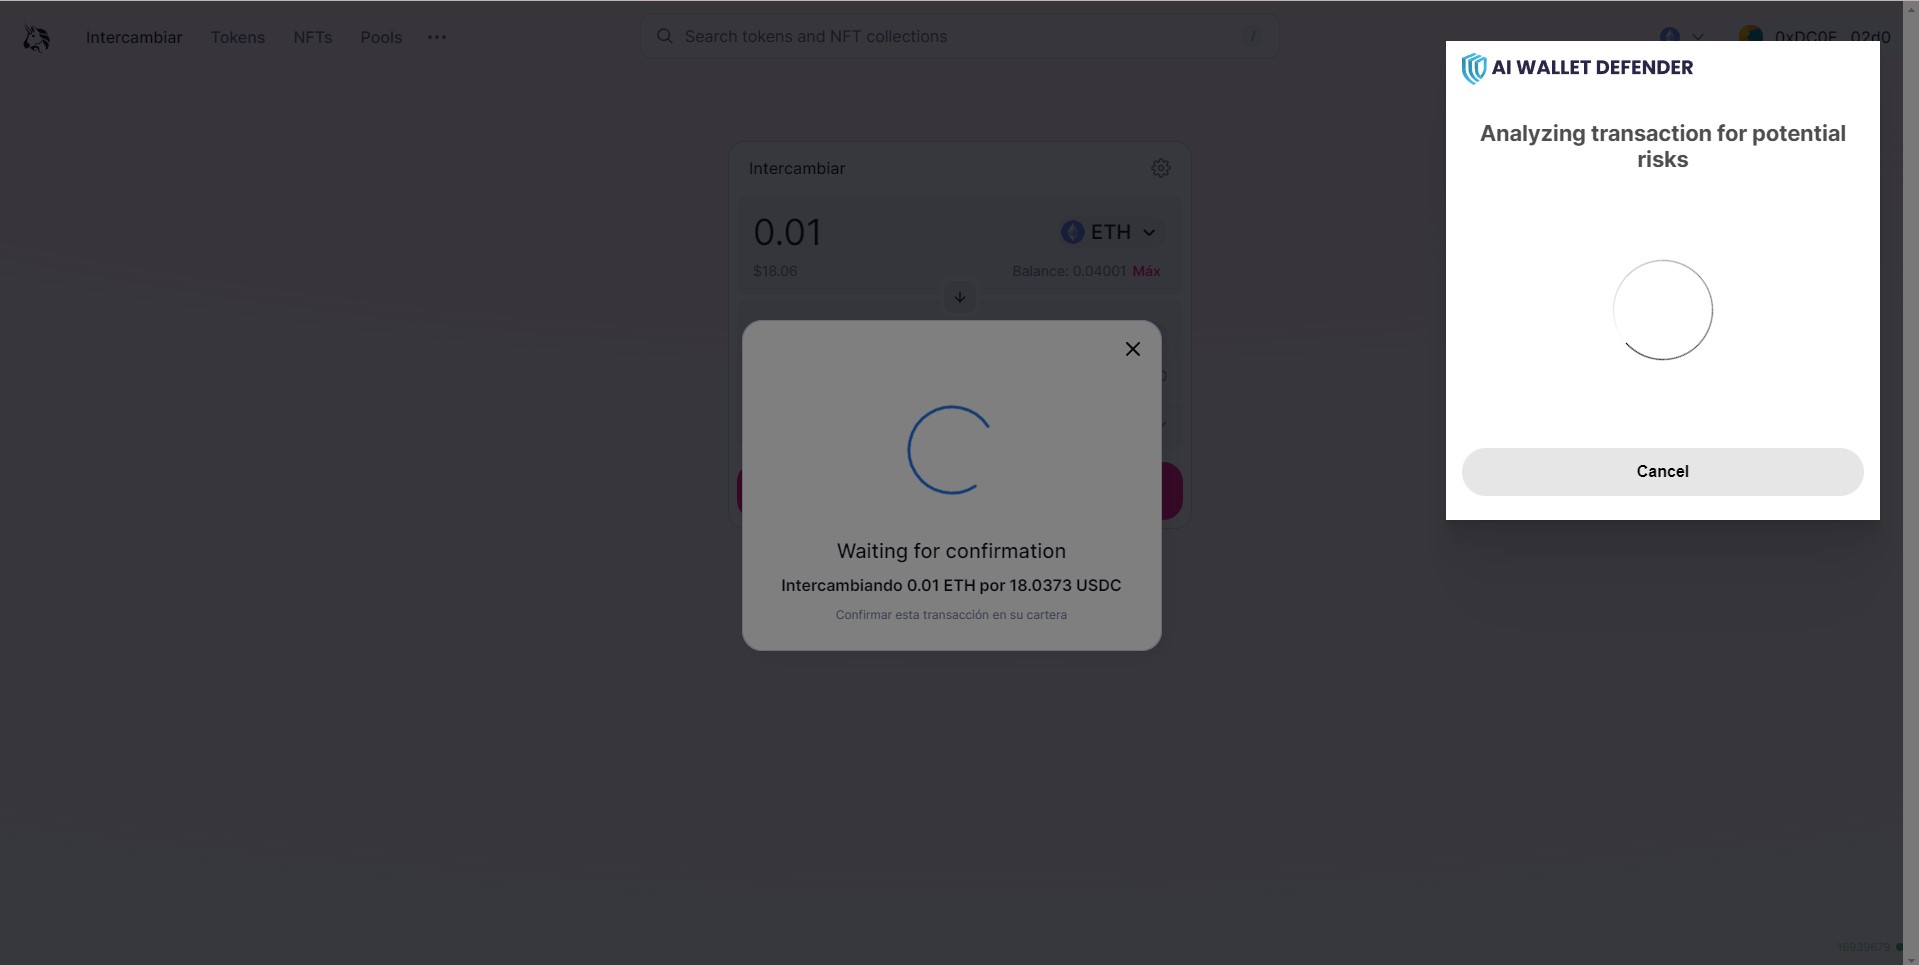 Intercambiar
Tokens
NFTs
Pools
Search tokens and NFT collections
/
0xDC0E...02d0
AI WALLET DEFENDER
Analyzing transaction for potential
risks
Cancel
Intercambiar
0.01
ETH
$18.06
Balance: 0.04001 Máx
Waiting for confirmation
Intercambiando 0.01 ETH por 18.0373 USDC
Confirmar esta transacción en su cartera
16939679